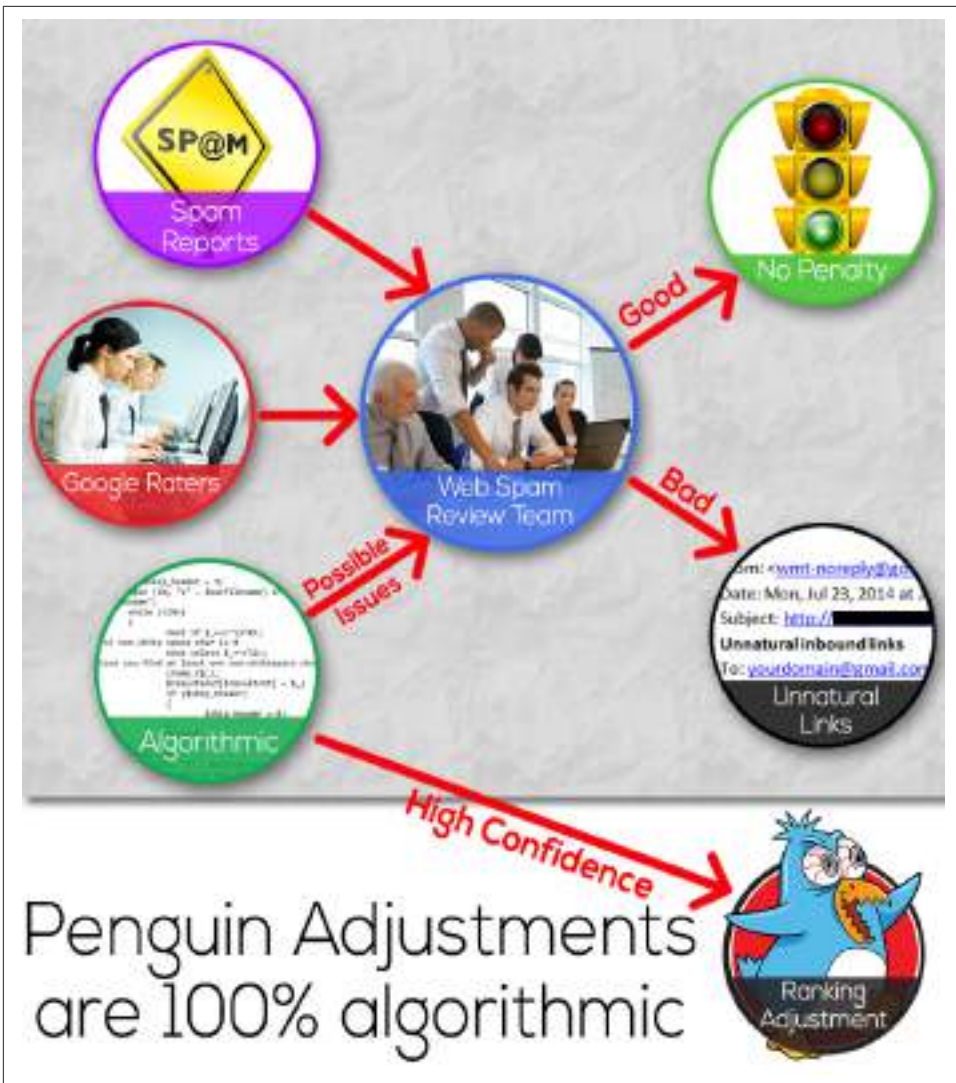 SP@M
Spam
Reports
No Penalty
Good
Google Raters
Web Spam
Review Team
Bad
Possible
Issues
om: <wmt-noreply@go
Date: Mon, Jul 23, 2014 at
Subject: http://
Unnatural inbound links
To: yourdomain@gmail.com
Unnatural
Links
Algorithmic
High Confidence
Penguin Adjustments
are 100% algorithmic
Ranking
Adjustment